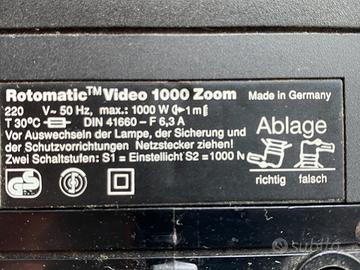 Rotomatic™ Video 1000 Zoom Made in Germany
220 V~ 50 Hz, max.: 1000 W 1m
T 30°C DIN 41660 – F 6,3 A
Vor Auswechseln der Lampe, der Sicherung und
der Schutzvorrichtungen Netzstecker ziehen!
Zwei Schaltstufen: S1 = Einstellicht S2 = 1000 N
Ablage
richtig falsch
GS
subito